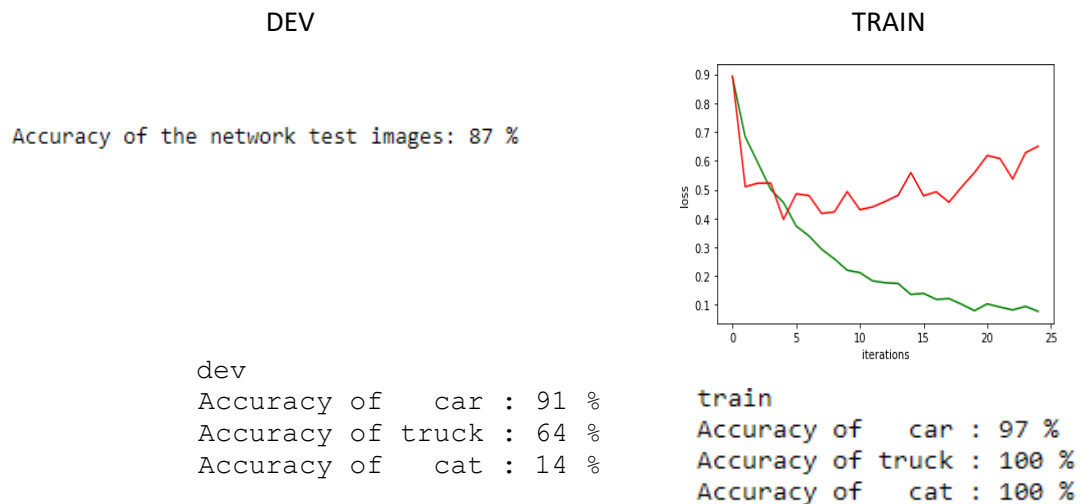 DEV
TRAIN
Accuracy of the network test images: 87 %
0.9
0.8
0.7
0.6
0.5
0.4
0.3
0.2
0.1
loss
0 5 10 15 20 25
iterations
dev
Accuracy of car : 91 %
Accuracy of truck : 64 %
Accuracy of cat : 14 %
train
Accuracy of car : 97 %
Accuracy of truck : 100 %
Accuracy of cat : 100 %